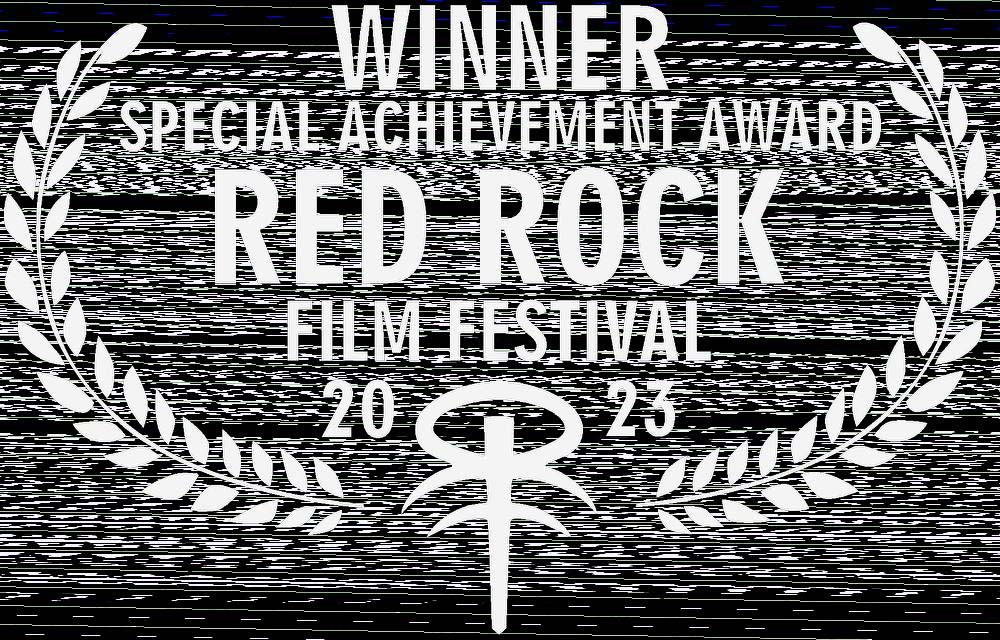 WINNER
SPECIAL ACHIEVEMENT AWARD
RED ROCK
FILM FESTIVAL
20 23